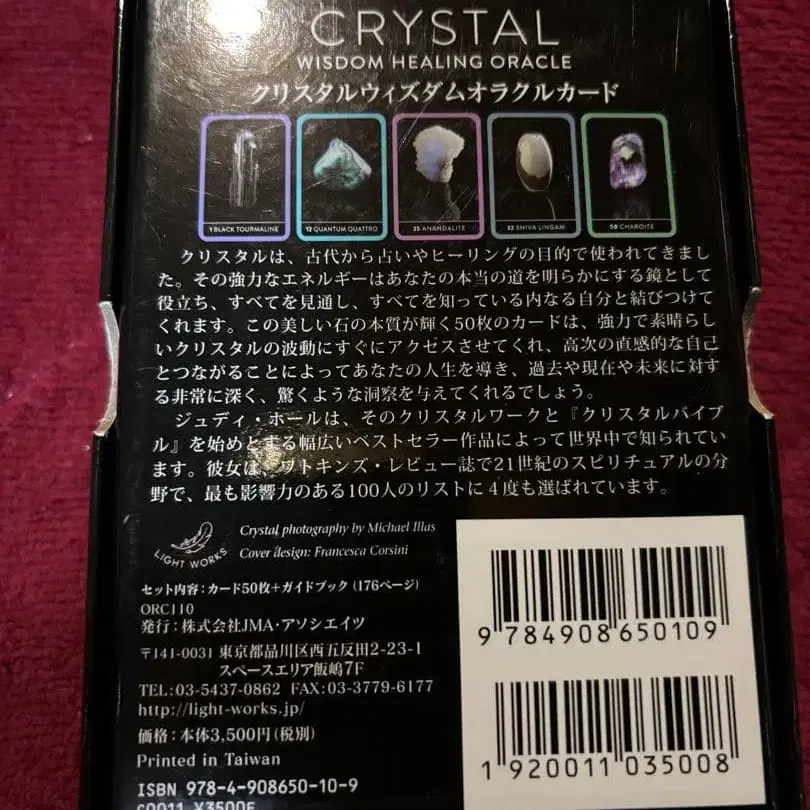 CRYSTAL
WISDOM HEALING ORACLE
クリスタルウィズダムオラクルカード
1 BLACK TOURMALINE
12 QUANTUM QUATTRO
25 ANANDALITE
32 SHIVA LINGAM
50 CHAROITE
クリスタルは、古代から占いやヒーリングの目的で使われてきまし
た。その強力なエネルギーはあなたの本当の道を明らかにする鏡として
役立ち、すべてを見通し、すべてを知っている内なる自分と結びつけて
くれます。この美しい石の本質が輝く50枚のカードは、強力で素晴らし
いクリスタルの波動にすぐにアクセスさせてくれ、高次の直感的な自己
とつながることによってあなたの人生を導き、過去や現在や未来に対す
る非常に深く、驚くような洞察を与えてくれるでしょう。
ジュディ・ホールは、そのクリスタルワークと『クリスタルバイブ
ル』を始めとする幅広いベストセラー作品によって世界中で知られてい
ます。彼女は、ワトキンズ・レビュー誌で21世紀のスピリチュアルの分
野で、最も影響力のある100人のリストに4度も選ばれています。
LIGHT WORKS
Crystal photography by Michael Illas
Cover design: Francesca Corsini
セット内容:カード50枚+ガイドブック(176ページ)
ORC110
発行:株式会社JMA・アソシエイツ
〒141-0031 東京都品川区西五反田2-23-1
スペースエリア飯嶋7F
TEL:03-5437-0862 FAX:03-3779-6177
http://light-works.jp/
価格:本体3,500円(税別)
Printed in Taiwan
ISBN 978-4-908650-10-9
C0011 ¥3500E
9 784908 650109
1 920011 035008